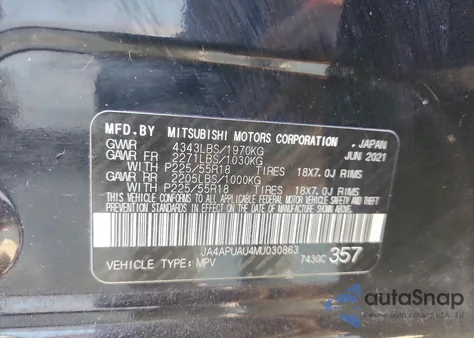 MFD.BY MITSUBISHI MOTORS CORPORATION, JAPAN
GVWR 4343LBS/1970KG JUN 2021
GAWR FR 2271LBS/1030KG
WITH P225/55R18 TIRES 18X7.0J RIMS
GAWR RR 2205LBS/1000KG
WITH P225/55R18 TIRES 18X7.0J RIMS
THIS VEHICLE CONFORMS TO ALL APPLICABLE FEDERAL
MOTOR VEHICLE SAFETY, BUMPER, AND THEFT
PREVENTION STANDARDS IN EFFECT ON THE DATE OF
MANUFACTURE SHOWN ABOVE.
JA4APUAU4MU030863
VEHICLE TYPE: MPV 7430C 357
autoSnap